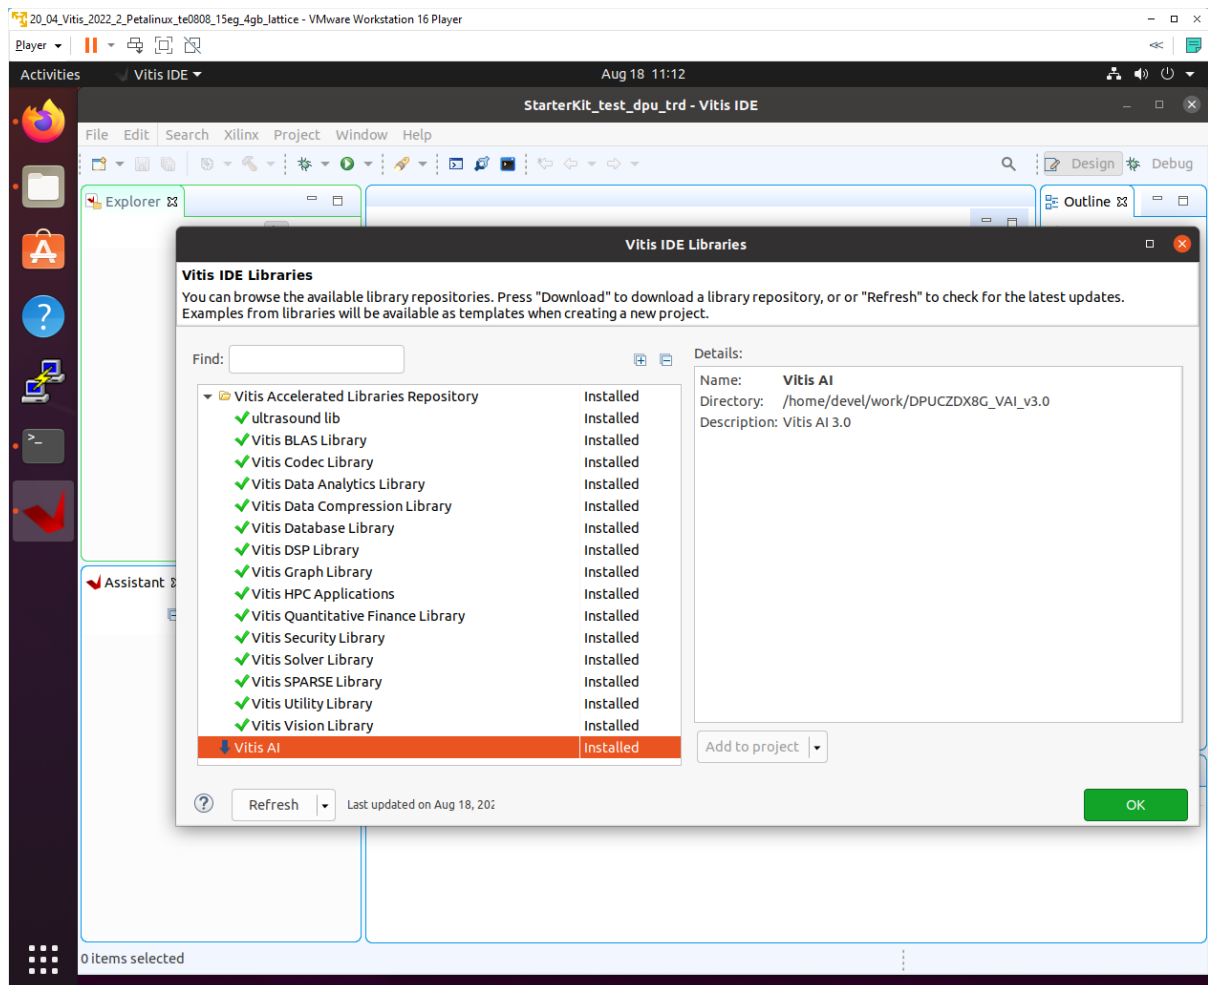 20_04_Vitis_2022_2_Petalinux_te0808_15eg_4gb_lattice - VMware Workstation 16 Player
Player
Activities Vitis IDE Aug 18 11:12
StarterKit_test_dpu_trd - Vitis IDE
File Edit Search Xilinx Project Window Help
Design Debug
Explorer Outline
Vitis IDE Libraries
Vitis IDE Libraries
You can browse the available library repositories. Press "Download" to download a library repository, or or "Refresh" to check for the latest updates.
Examples from libraries will be available as templates when creating a new project.
Find:
Details:
Vitis Accelerated Libraries Repository Installed
ultrasound lib Installed
Vitis BLAS Library Installed
Vitis Codec Library Installed
Vitis Data Analytics Library Installed
Vitis Data Compression Library Installed
Vitis Database Library Installed
Vitis DSP Library Installed
Vitis Graph Library Installed
Vitis HPC Applications Installed
Vitis Quantitative Finance Library Installed
Vitis Security Library Installed
Vitis Solver Library Installed
Vitis SPARSE Library Installed
Vitis Utility Library Installed
Vitis Vision Library Installed
Vitis AI Installed
Name: Vitis AI
Directory: /home/devel/work/DPUCZDX8G_VAI_v3.0
Description: Vitis AI 3.0
Add to project
Assistant
Refresh Last updated on Aug 18, 202
OK
0 items selected